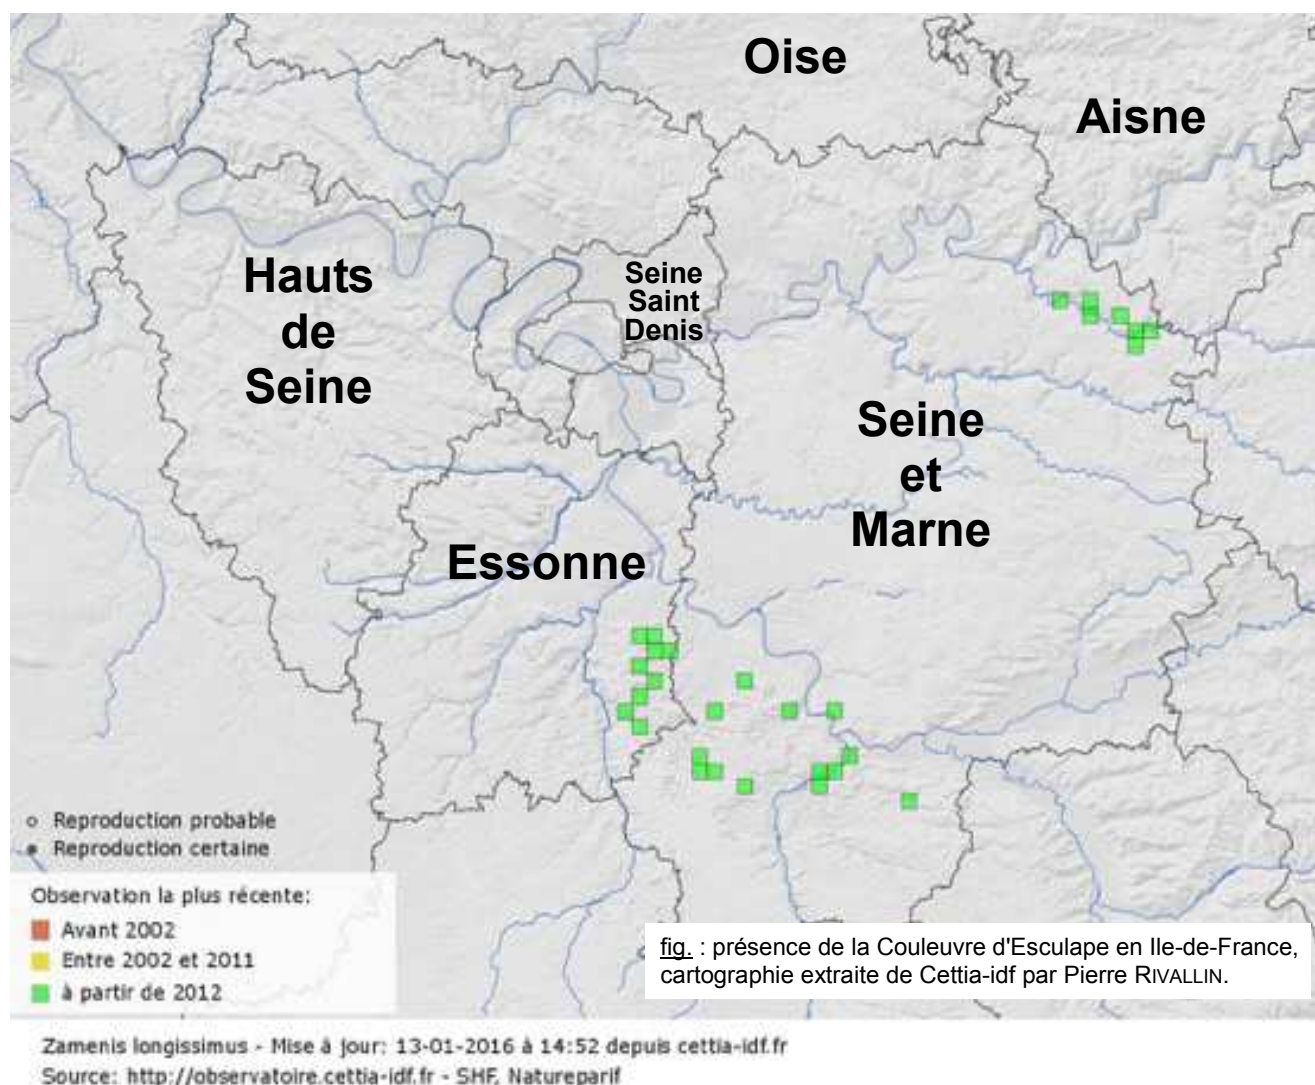 Oise
Aisne
Hauts
de
Seine
Seine
Saint
Denis
Seine
et
Marne
Essonne
Reproduction probable
Reproduction certaine
Observation la plus récente:
Avant 2002
Entre 2002 et 2011
à partir de 2012
fig. : présence de la Couleuvre d'Esculape en Ile-de-France,
cartographie extraite de Cettia-idf par Pierre RIVALLIN.
Zamenis longissimus - Mise à jour: 13-01-2016 à 14:52 depuis cettia-idf.fr
Source: http://observatoire.cettia-idf.fr - SHF, Natureparif